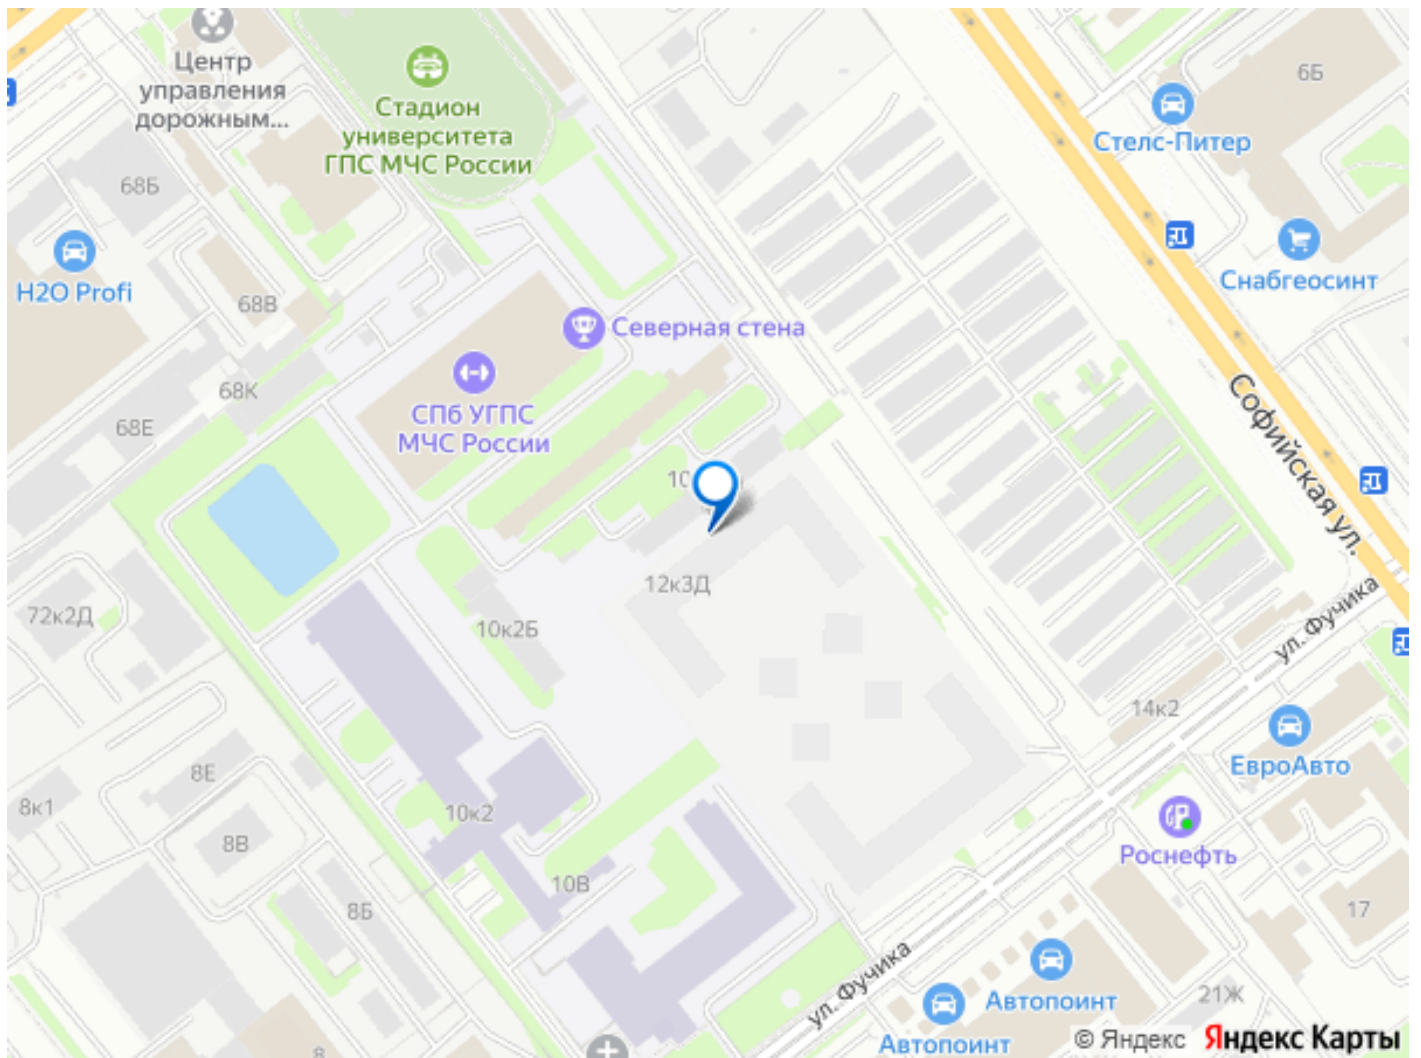 Центр
управления
дорожным...
Стадион
университета
ГПС МЧС России
6Б
Стелс-Питер
68Б
H2O Profi
68В
Снабгеосинт
Северная стена
68К
СПб УГПС
МЧС России
68Е
Софийская ул.
10
12к3Д
72к2Д
10к2Б
ул. Фучика
14к2
ЕвроАвто
8Е
8к1
10к2
8В
Роснефть
10В
8Б
17
ул. Фучика
Автопоинт
21Ж
Автопоинт
8
© Яндекс Яндекс Карты